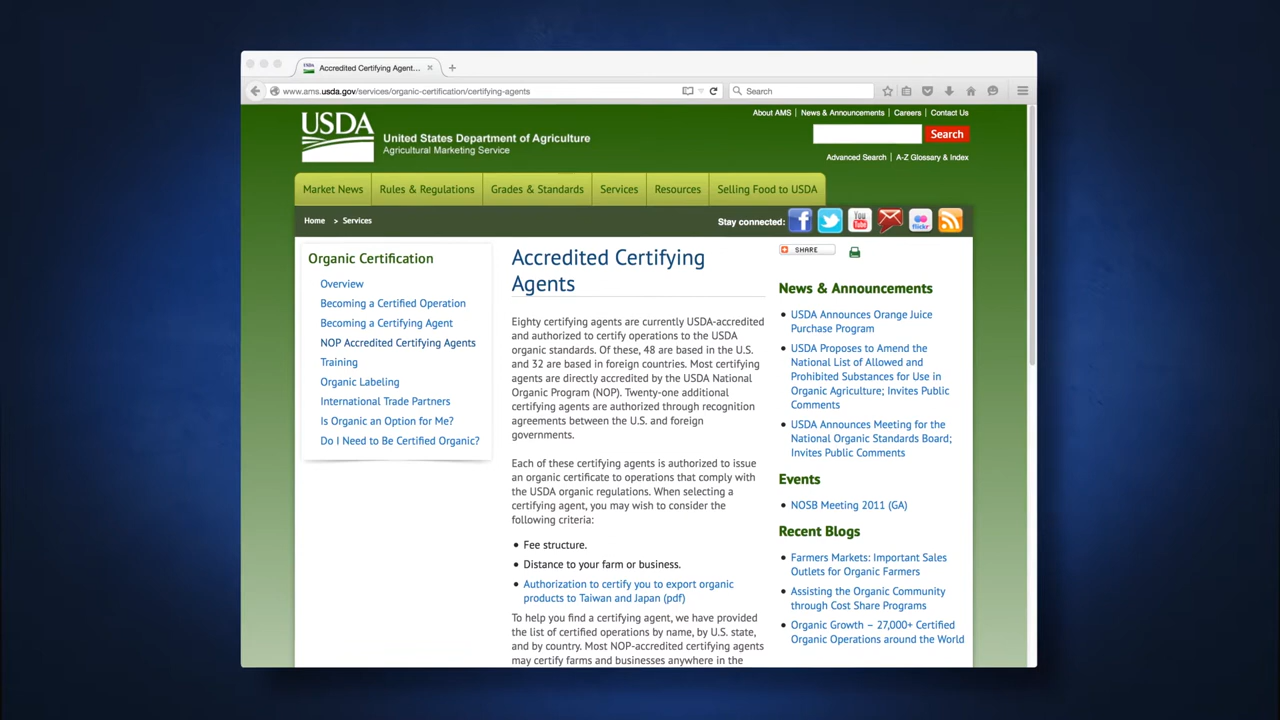 Accredited Certifying Agent...
www.ams.usda.gov/services/organic-certification/certifying-agents
Search
About AMS | News & Announcements | Careers | Contact Us
USDA
United States Department of Agriculture
Agricultural Marketing Service
Search
Advanced Search | A-Z Glossary & Index
Market News
Rules & Regulations
Grades & Standards
Services
Resources
Selling Food to USDA
Home > Services
Stay connected:
You Tube
flickr
Organic Certification
Overview
Becoming a Certified Operation
Becoming a Certifying Agent
NOP Accredited Certifying Agents
Training
Organic Labeling
International Trade Partners
Is Organic an Option for Me?
Do I Need to Be Certified Organic?
Accredited Certifying
Agents
Eighty certifying agents are currently USDA-accredited
and authorized to certify operations to the USDA
organic standards. Of these, 48 are based in the U.S.
and 32 are based in foreign countries. Most certifying
agents are directly accredited by the USDA National
Organic Program (NOP). Twenty-one additional
certifying agents are authorized through recognition
agreements between the U.S. and foreign
governments.
Each of these certifying agents is authorized to issue
an organic certificate to operations that comply with
the USDA organic regulations. When selecting a
certifying agent, you may wish to consider the
following criteria:
• Fee structure.
• Distance to your farm or business.
• Authorization to certify you to export organic
products to Taiwan and Japan (pdf)
To help you find a certifying agent, we have provided
the list of certified operations by name, by U.S. state,
and by country. Most NOP-accredited certifying agents
may certify farms and businesses anywhere in the
SHARE
News & Announcements
• USDA Announces Orange Juice
Purchase Program
• USDA Proposes to Amend the
National List of Allowed and
Prohibited Substances for Use in
Organic Agriculture; Invites Public
Comments
• USDA Announces Meeting for the
National Organic Standards Board;
Invites Public Comments
Events
• NOSB Meeting 2011 (GA)
Recent Blogs
• Farmers Markets: Important Sales
Outlets for Organic Farmers
• Assisting the Organic Community
through Cost Share Programs
• Organic Growth – 27,000+ Certified
Organic Operations around the World